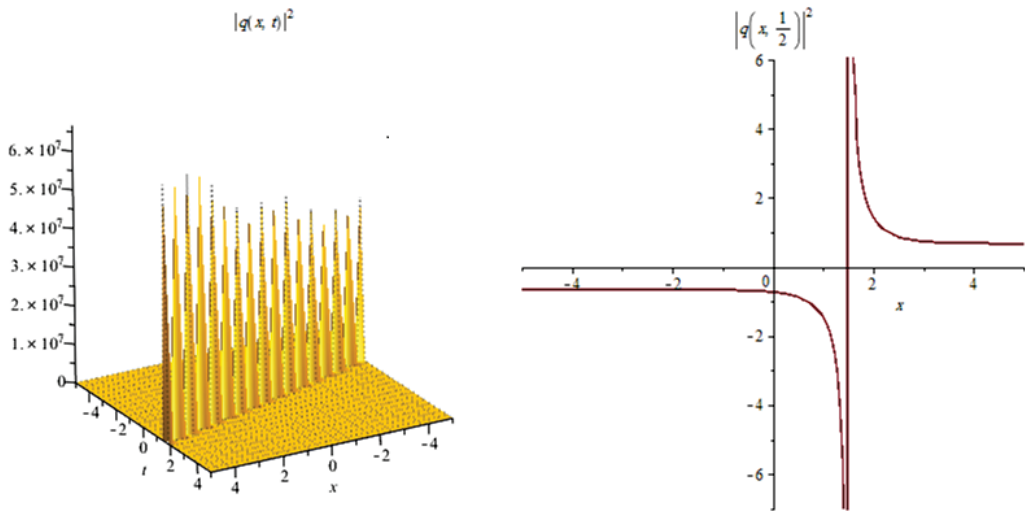 |q(x, t)|²
6. × 10⁷
5. × 10⁷
4. × 10⁷
3. × 10⁷
2. × 10⁷
1. × 10⁷
0
-4
-2
0
2
4
t
4
2
0
-2
-4
x
|q(x, 1/2)|²
6
4
2
-4
-2
0
2
4
x
-2
-4
-6